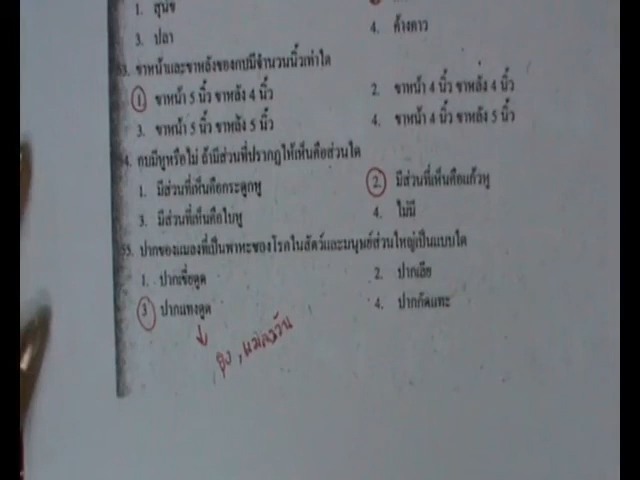 1. สุนัข
3. ปลา 4. ค้างคาว
53. ขาหน้าและขาหลังของกบมีจำนวนนิ้วเท่าใด
1 ขาหน้า 5 นิ้ว ขาหลัง 4 นิ้ว 2. ขาหน้า 4 นิ้ว ขาหลัง 4 นิ้ว
3. ขาหน้า 5 นิ้ว ขาหลัง 5 นิ้ว 4. ขาหน้า 4 นิ้ว ขาหลัง 5 นิ้ว
54. กบมีหูหรือไม่ ถ้ามีส่วนที่ปรากฏให้เห็นคือส่วนใด
1. มีส่วนที่เห็นคือกระดูกหู 2. มีส่วนที่เห็นคือแก้วหู
3. มีส่วนที่เห็นคือใบหู 4. ไม่มี
55. ปากของแมลงที่เป็นพาหะของโรคในสัตว์และมนุษย์ส่วนใหญ่เป็นแบบใด
1. ปากเขี่ยดูด 2. ปากเลีย
3 ปากแทงดูด 4. ปากกัดแทะ
ยุง, แมลงวัน